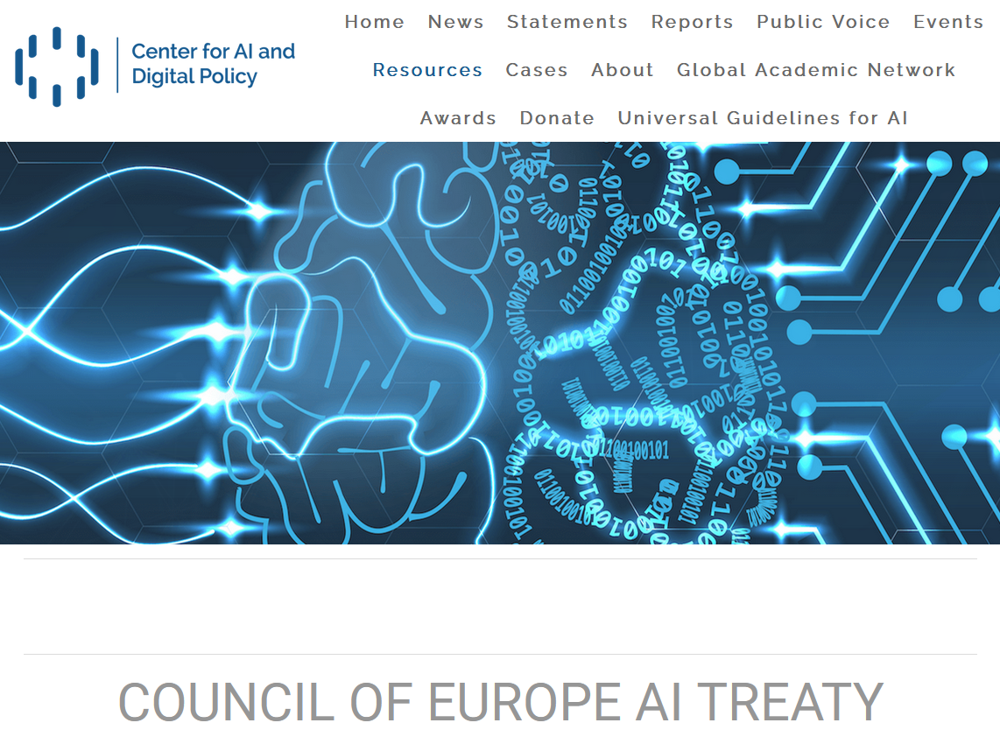 Center for AI and
Digital Policy
Home News Statements Reports Public Voice Events
Resources Cases About Global Academic Network
Awards Donate Universal Guidelines for AI
COUNCIL OF EUROPE AI TREATY